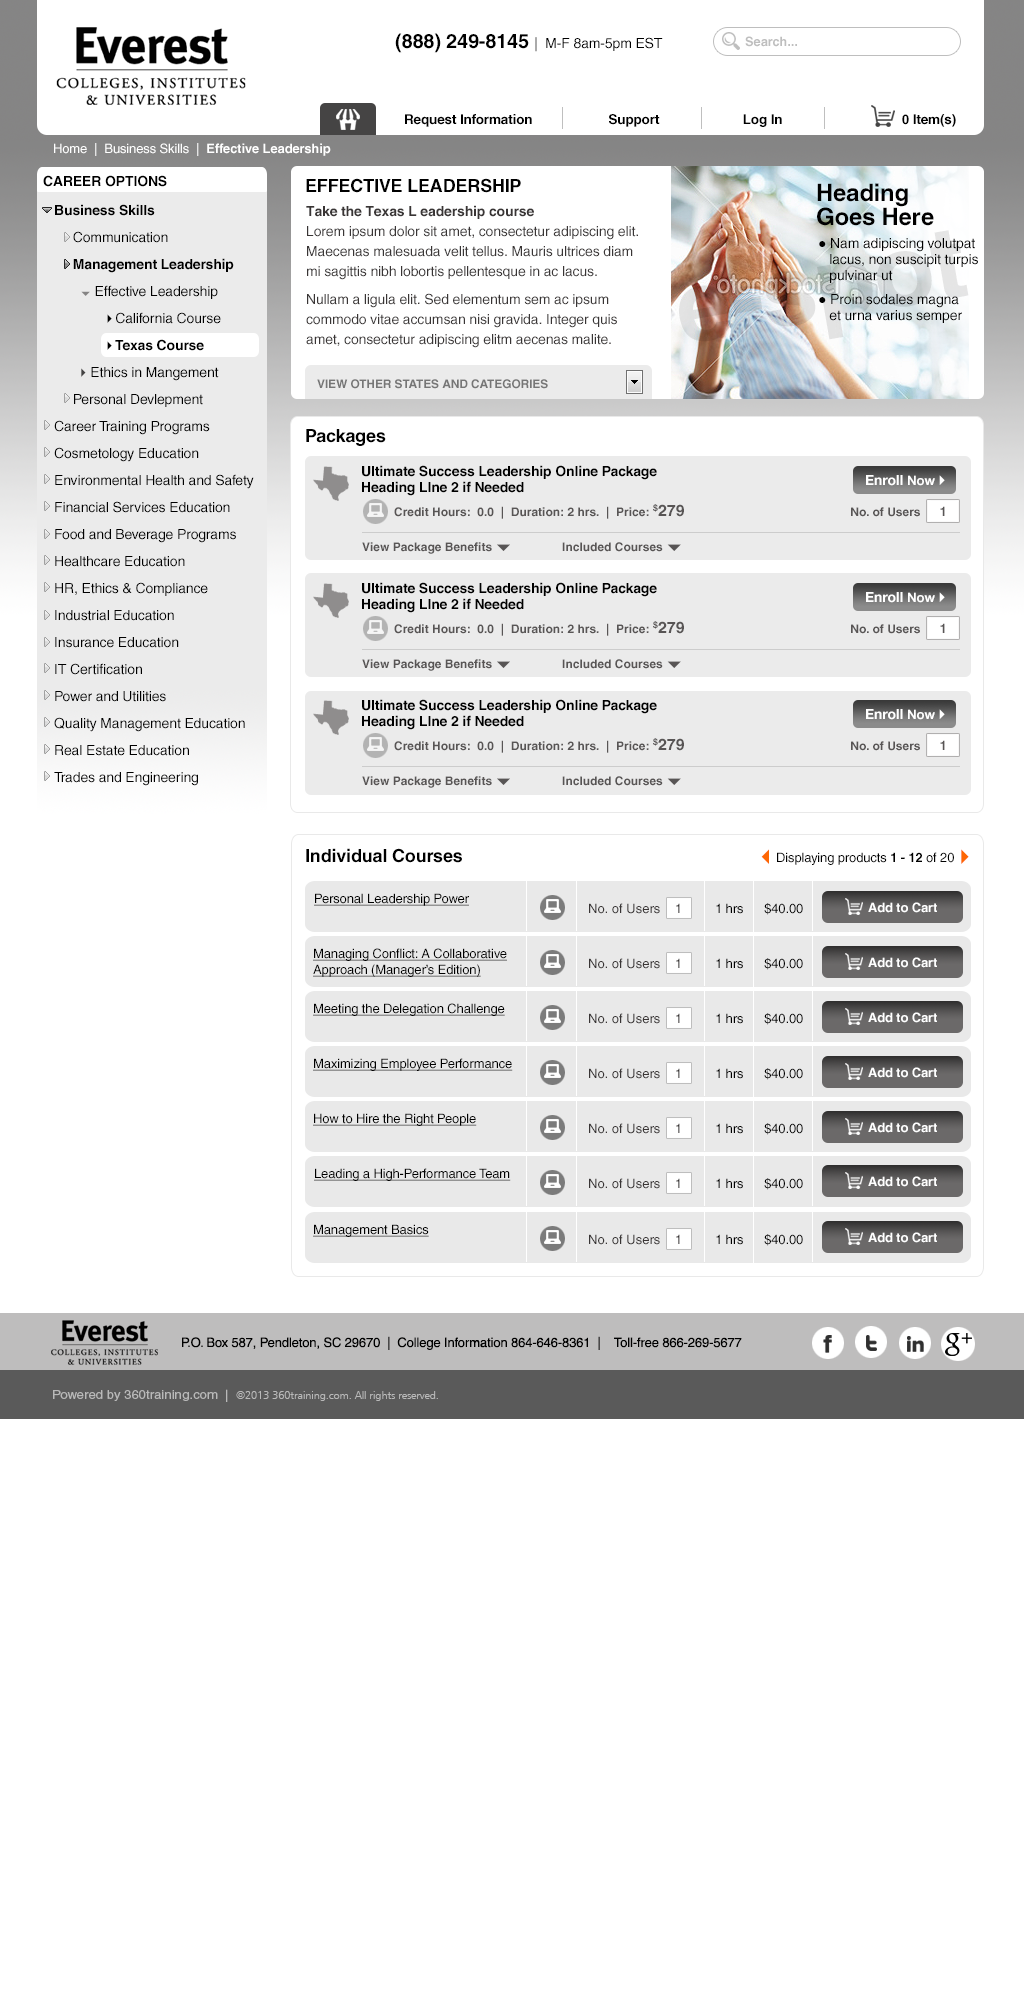 Everest
COLLEGES, INSTITUTES
& UNIVERSITIES
(888) 249-8145 | M-F 8am-5pm EST
Search...
Request Information
Support
Log In
0 Item(s)
Home | Business Skills | Effective Leadership
CAREER OPTIONS
Business Skills
Communication
Management Leadership
Effective Leadership
California Course
Texas Course
Ethics in Mangement
Personal Devlepment
Career Training Programs
Cosmetology Education
Environmental Health and Safety
Financial Services Education
Food and Beverage Programs
Healthcare Education
HR, Ethics & Compliance
Industrial Education
Insurance Education
IT Certification
Power and Utilities
Quality Management Education
Real Estate Education
Trades and Engineering
EFFECTIVE LEADERSHIP
Take the Texas L eadership course
Lorem ipsum dolor sit amet, consectetur adipiscing elit.
Maecenas malesuada velit tellus. Mauris ultrices diam
mi sagittis nibh lobortis pellentesque in ac lacus.
Nullam a ligula elit. Sed elementum sem ac ipsum
commodo vitae accumsan nisi gravida. Integer quis
amet, consectetur adipiscing elitm aecenas malite.
VIEW OTHER STATES AND CATEGORIES
Heading
Goes Here
● Nam adipiscing volutpat
lacus, non suscipit turpis
pulvinar ut
● Proin sodales magna
et urna varius semper
Packages
Ultimate Success Leadership Online Package
Heading LIne 2 if Needed
Enroll Now
Credit Hours: 0.0 | Duration: 2 hrs. | Price: $279
No. of Users 1
View Package Benefits
Included Courses
Ultimate Success Leadership Online Package
Heading LIne 2 if Needed
Enroll Now
Credit Hours: 0.0 | Duration: 2 hrs. | Price: $279
No. of Users 1
View Package Benefits
Included Courses
Ultimate Success Leadership Online Package
Heading LIne 2 if Needed
Enroll Now
Credit Hours: 0.0 | Duration: 2 hrs. | Price: $279
No. of Users 1
View Package Benefits
Included Courses
Individual Courses
Displaying products 1 - 12 of 20
Personal Leadership Power
No. of Users 1 1 hrs $40.00 Add to Cart
Managing Conflict: A Collaborative
Approach (Manager's Edition)
No. of Users 1 1 hrs $40.00 Add to Cart
Meeting the Delegation Challenge
No. of Users 1 1 hrs $40.00 Add to Cart
Maximizing Employee Performance
No. of Users 1 1 hrs $40.00 Add to Cart
How to Hire the Right People
No. of Users 1 1 hrs $40.00 Add to Cart
Leading a High-Performance Team
No. of Users 1 1 hrs $40.00 Add to Cart
Management Basics
No. of Users 1 1 hrs $40.00 Add to Cart
Everest
COLLEGES, INSTITUTES
& UNIVERSITIES
P.O. Box 587, Pendleton, SC 29670 | College Information 864-646-8361 | Toll-free 866-269-5677
f
t
in
g+
Powered by 360training.com | ©2013 360training.com. All rights reserved.